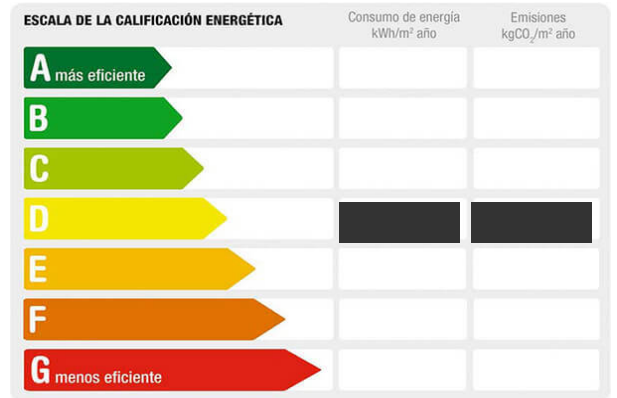 ESCALA DE LA CALIFICACIÓN ENERGÉTICA
Consumo de energía
kWh/m² año
Emisiones
kgCO₂/m² año
A más eficiente
B
C
D
E
F
G menos eficiente